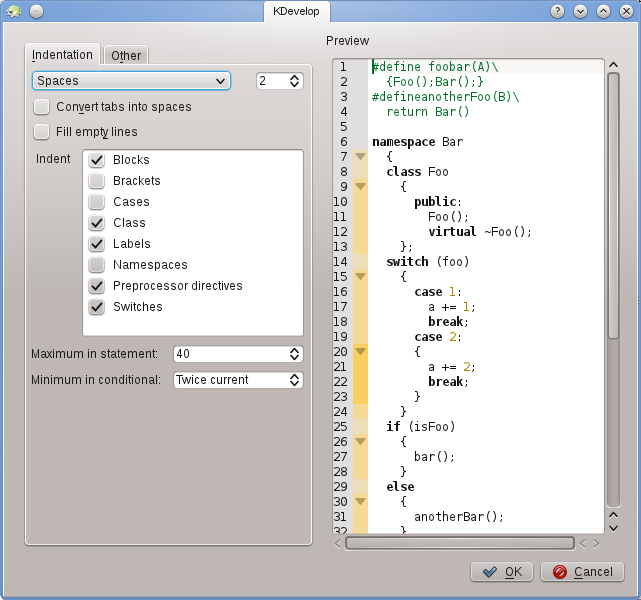 KDevelop
Indentation Other
Spaces 2
Convert tabs into spaces
Fill empty lines
Indent
Blocks
Brackets
Cases
Class
Labels
Namespaces
Preprocessor directives
Switches
Maximum in statement: 40
Minimum in conditional: Twice current
Preview
1 #define foobar(A)\
2   {Foo();Bar();}
3 #defineanotherFoo(B)\
4   return Bar()
5
6 namespace Bar
7   {
8   class Foo
9     {
10       public:
11         Foo();
12         virtual ~Foo();
13     };
14   switch (foo)
15     {
16       case 1:
17         a += 1;
18         break;
19       case 2:
20       {
21         a += 2;
22         break;
23       }
24     }
25   if (isFoo)
26     {
27       bar();
28     }
29   else
30     {
31       anotherBar();
32     }
OK Cancel